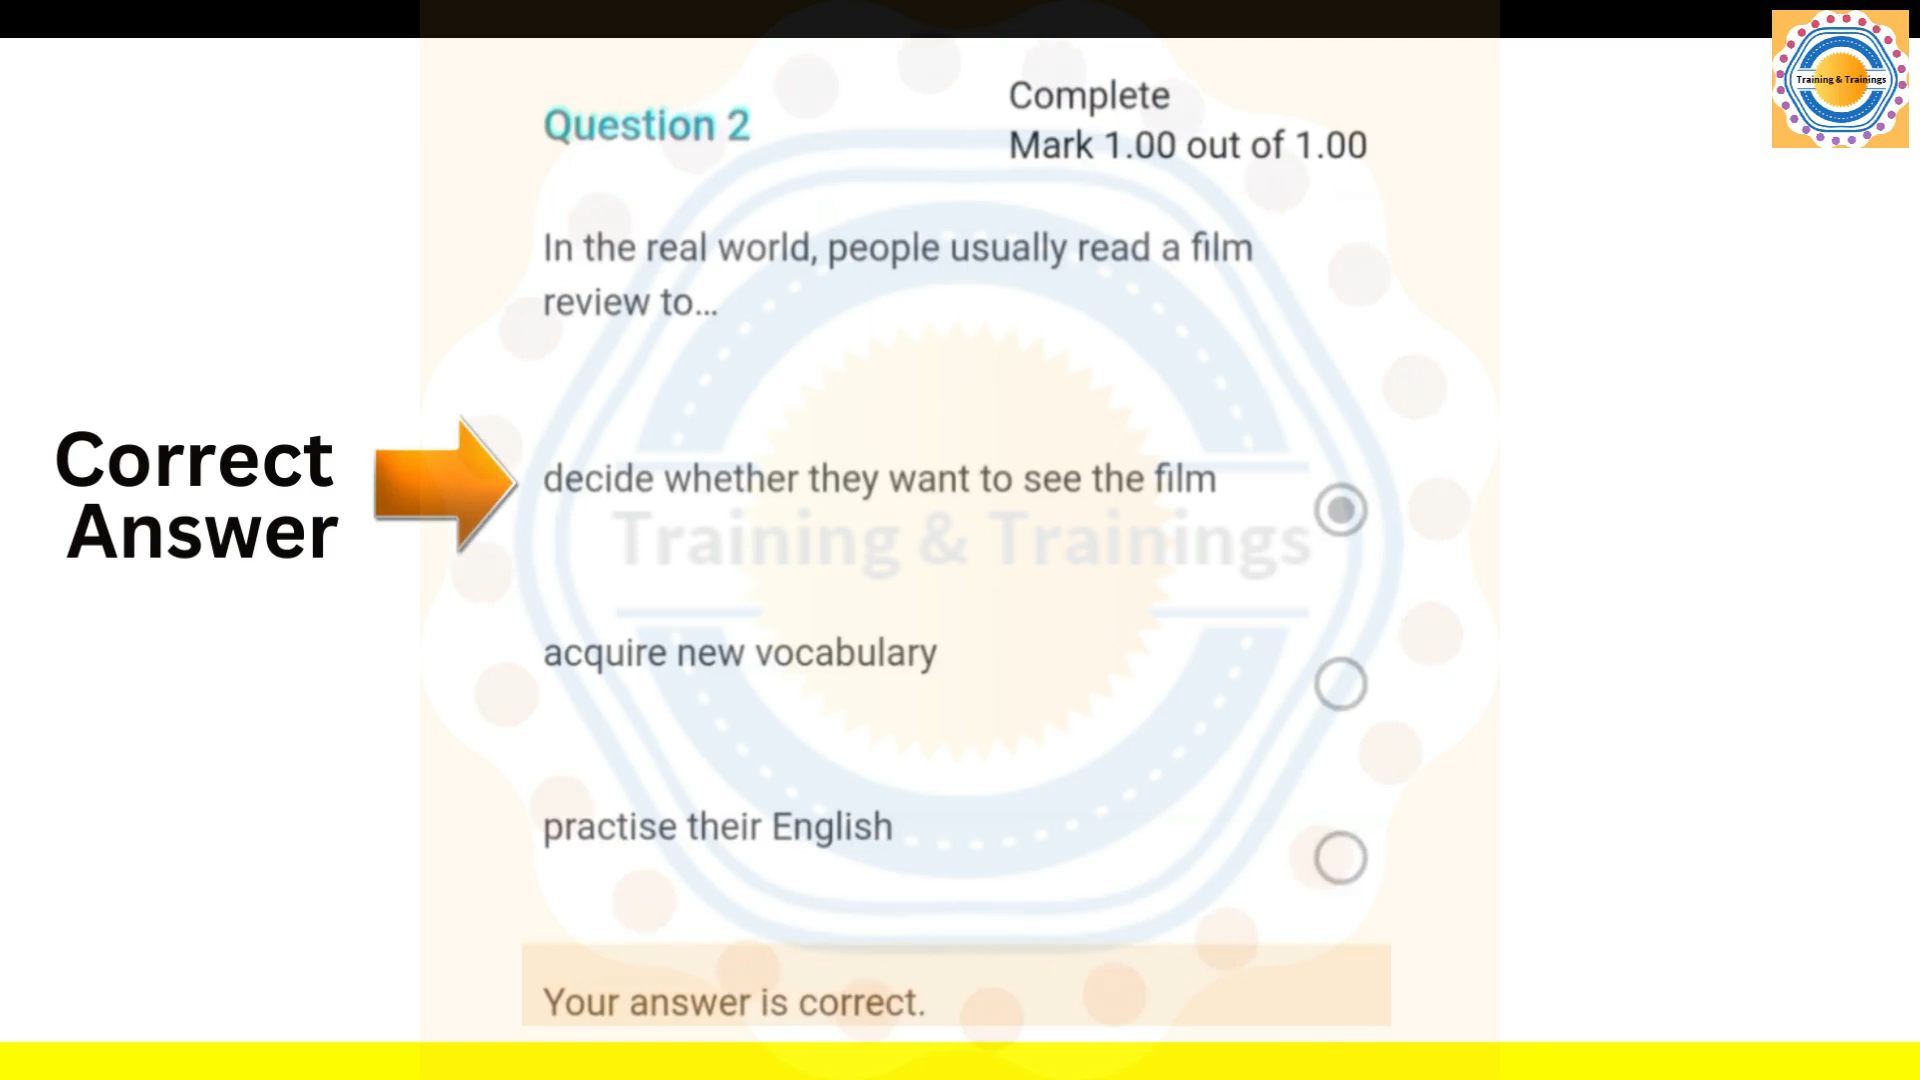 Training & Trainings
Question 2
Complete
Mark 1.00 out of 1.00
In the real world, people usually read a film
review to...
Correct
Answer
decide whether they want to see the film
Training & Trainings
acquire new vocabulary
practise their English
Your answer is correct.